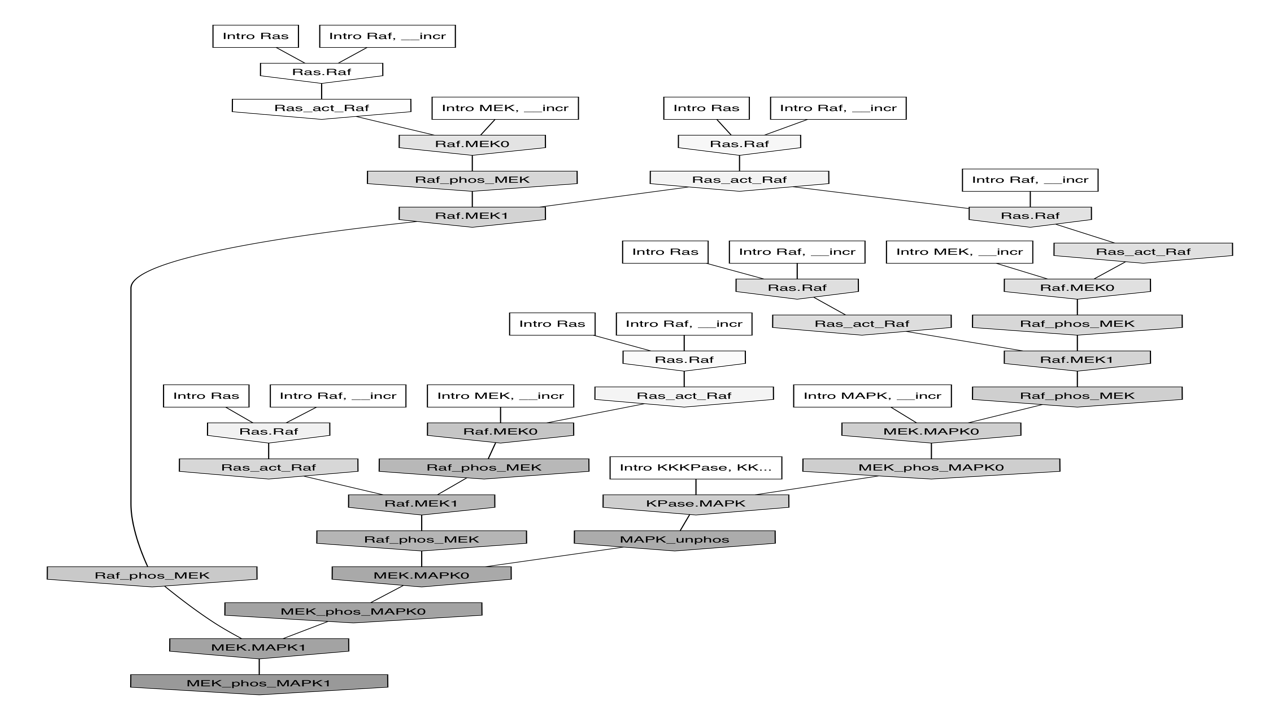 Intro Ras
Intro Raf, __incr
Ras.Raf
Ras_act_Raf
Intro MEK, __incr
Intro Ras
Intro Raf, __incr
Raf.MEK0
Ras.Raf
Raf_phos_MEK
Ras_act_Raf
Intro Raf, __incr
Raf.MEK1
Ras.Raf
Intro Ras
Intro Raf, __incr
Intro MEK, __incr
Ras_act_Raf
Ras.Raf
Raf.MEK0
Intro Ras
Intro Raf, __incr
Ras_act_Raf
Raf_phos_MEK
Ras.Raf
Raf.MEK1
Intro Ras
Intro Raf, __incr
Intro MEK, __incr
Ras_act_Raf
Intro MAPK, __incr
Raf_phos_MEK
Ras.Raf
Raf.MEK0
MEK.MAPK0
Ras_act_Raf
Raf_phos_MEK
Intro KKKPase, KK...
MEK_phos_MAPK0
Raf.MEK1
KPase.MAPK
Raf_phos_MEK
MAPK_unphos
Raf_phos_MEK
MEK.MAPK0
MEK_phos_MAPK0
MEK.MAPK1
MEK_phos_MAPK1